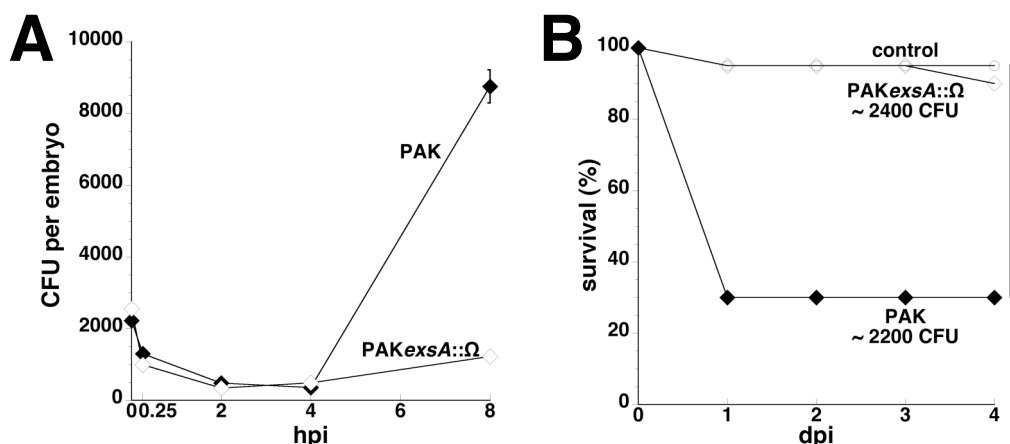 A
10000
8000
6000
4000
2000
0
CFU per embryo
PAK
PAKexsA::Ω
0 0.25 2 4 6 8
hpi
B
100
80
60
40
20
0
survival (%)
control
PAKexsA::Ω
~ 2400 CFU
PAK
~ 2200 CFU
0 1 2 3 4
dpi